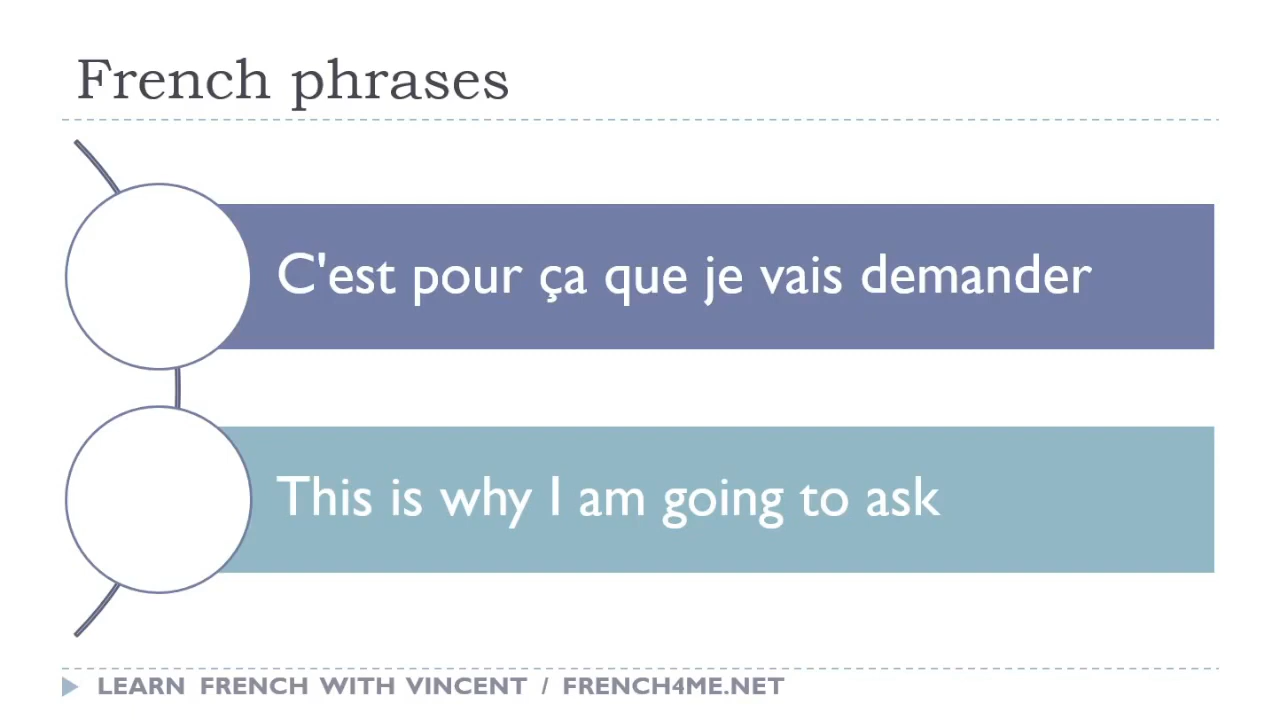 French phrases
C'est pour ça que je vais demander
This is why I am going to ask
LEARN FRENCH WITH VINCENT / FRENCH4ME.NET